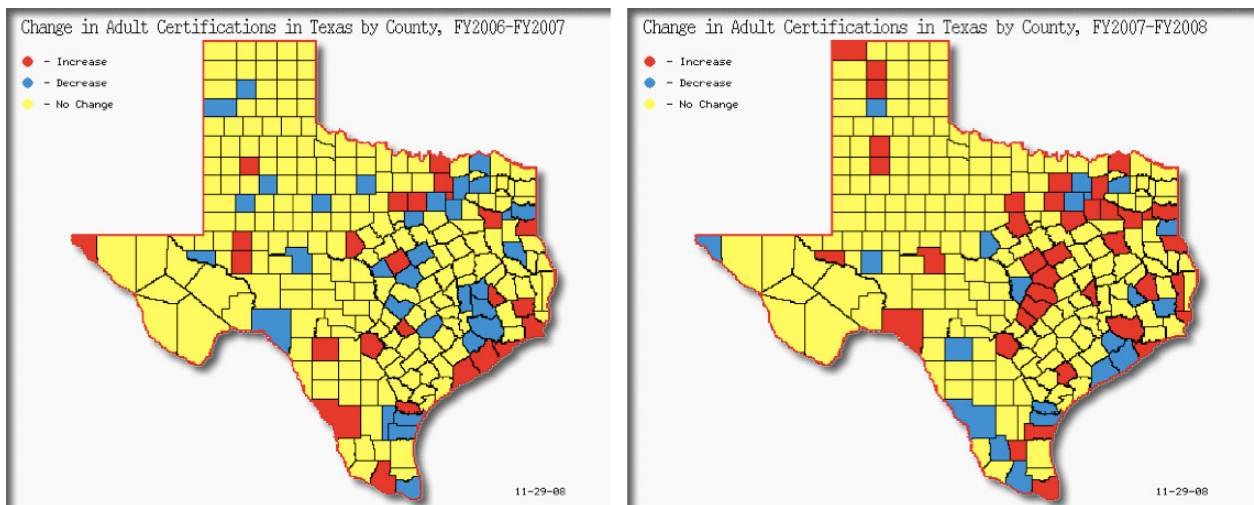 Change in Adult Certifications in Texas by County, FY2006-FY2007
- Increase
- Decrease
- No Change
11-29-08
Change in Adult Certifications in Texas by County, FY2007-FY2008
- Increase
- Decrease
- No Change
11-29-08